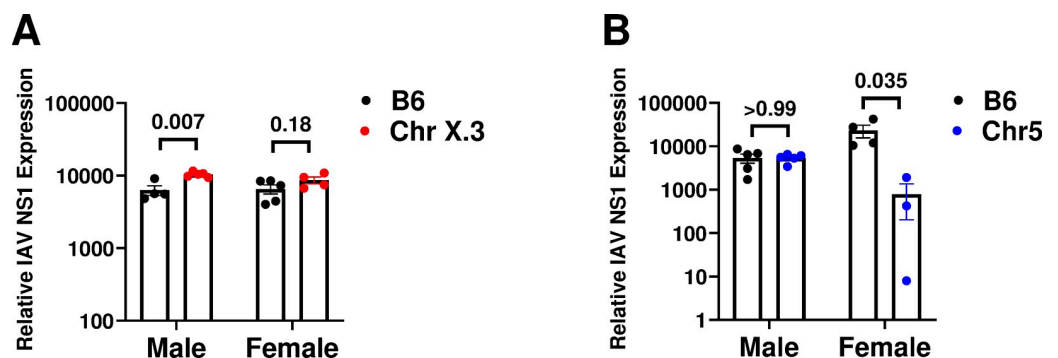 A
Relative IAV NS1 Expression
100000
10000
1000
100
0.007
0.18
B6
Chr X.3
Male
Female
B
Relative IAV NS1 Expression
100000
10000
1000
100
10
1
>0.99
0.035
B6
Chr5
Male
Female